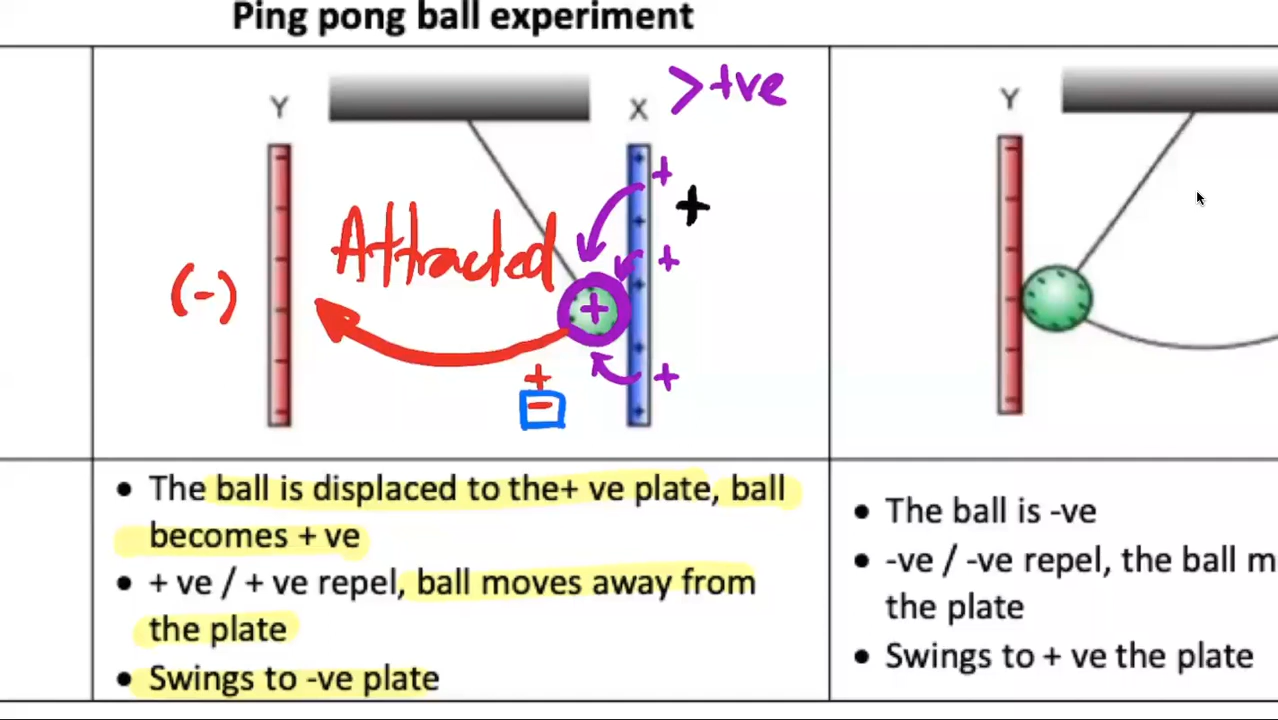 Ping pong ball experiment
Y
X
>+ve
+
+
+
+
Attracted
(-)
+
+
-
• The ball is displaced to the+ ve plate, ball
becomes + ve
• + ve / + ve repel, ball moves away from
the plate
• Swings to -ve plate
Y
• The ball is -ve
• -ve / -ve repel, the ball m
the plate
• Swings to + ve the plate